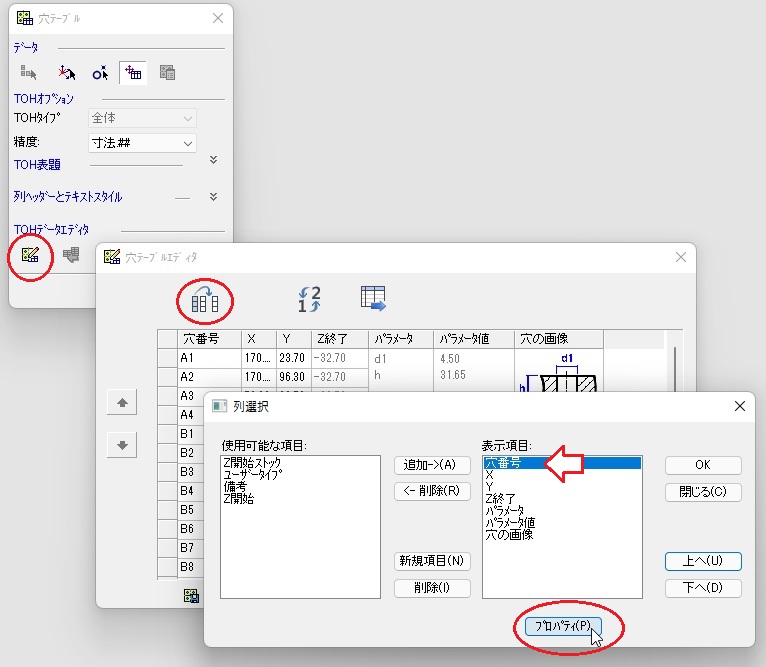 穴テーブル
データ
TOHオプション
TOHタイプ 全体
精度: 寸法.##
TOH表題
列ヘッダーとテキストスタイル
TOHデータエディタ
穴テーブルエディタ
穴番号 X Y Z終了 パラメータ パラメータ値 穴の画像
A1 170.... 23.70 -32.70 d1 4.50 d1
A2 170.... 96.30 -32.70 h 31.65 h
A3
A4
B1
B2
B3
B4
B5
B6
B7
B8
列選択
使用可能な項目:
Z開始ストック
ユーザータイプ
備考
Z開始
追加->(A)
<- 削除(R)
新規項目(N)
削除(I)
表示項目:
穴番号
X
Y
Z終了
パラメータ
パラメータ値
穴の画像
OK
閉じる(C)
上へ(U)
下へ(D)
プロパティ(P)